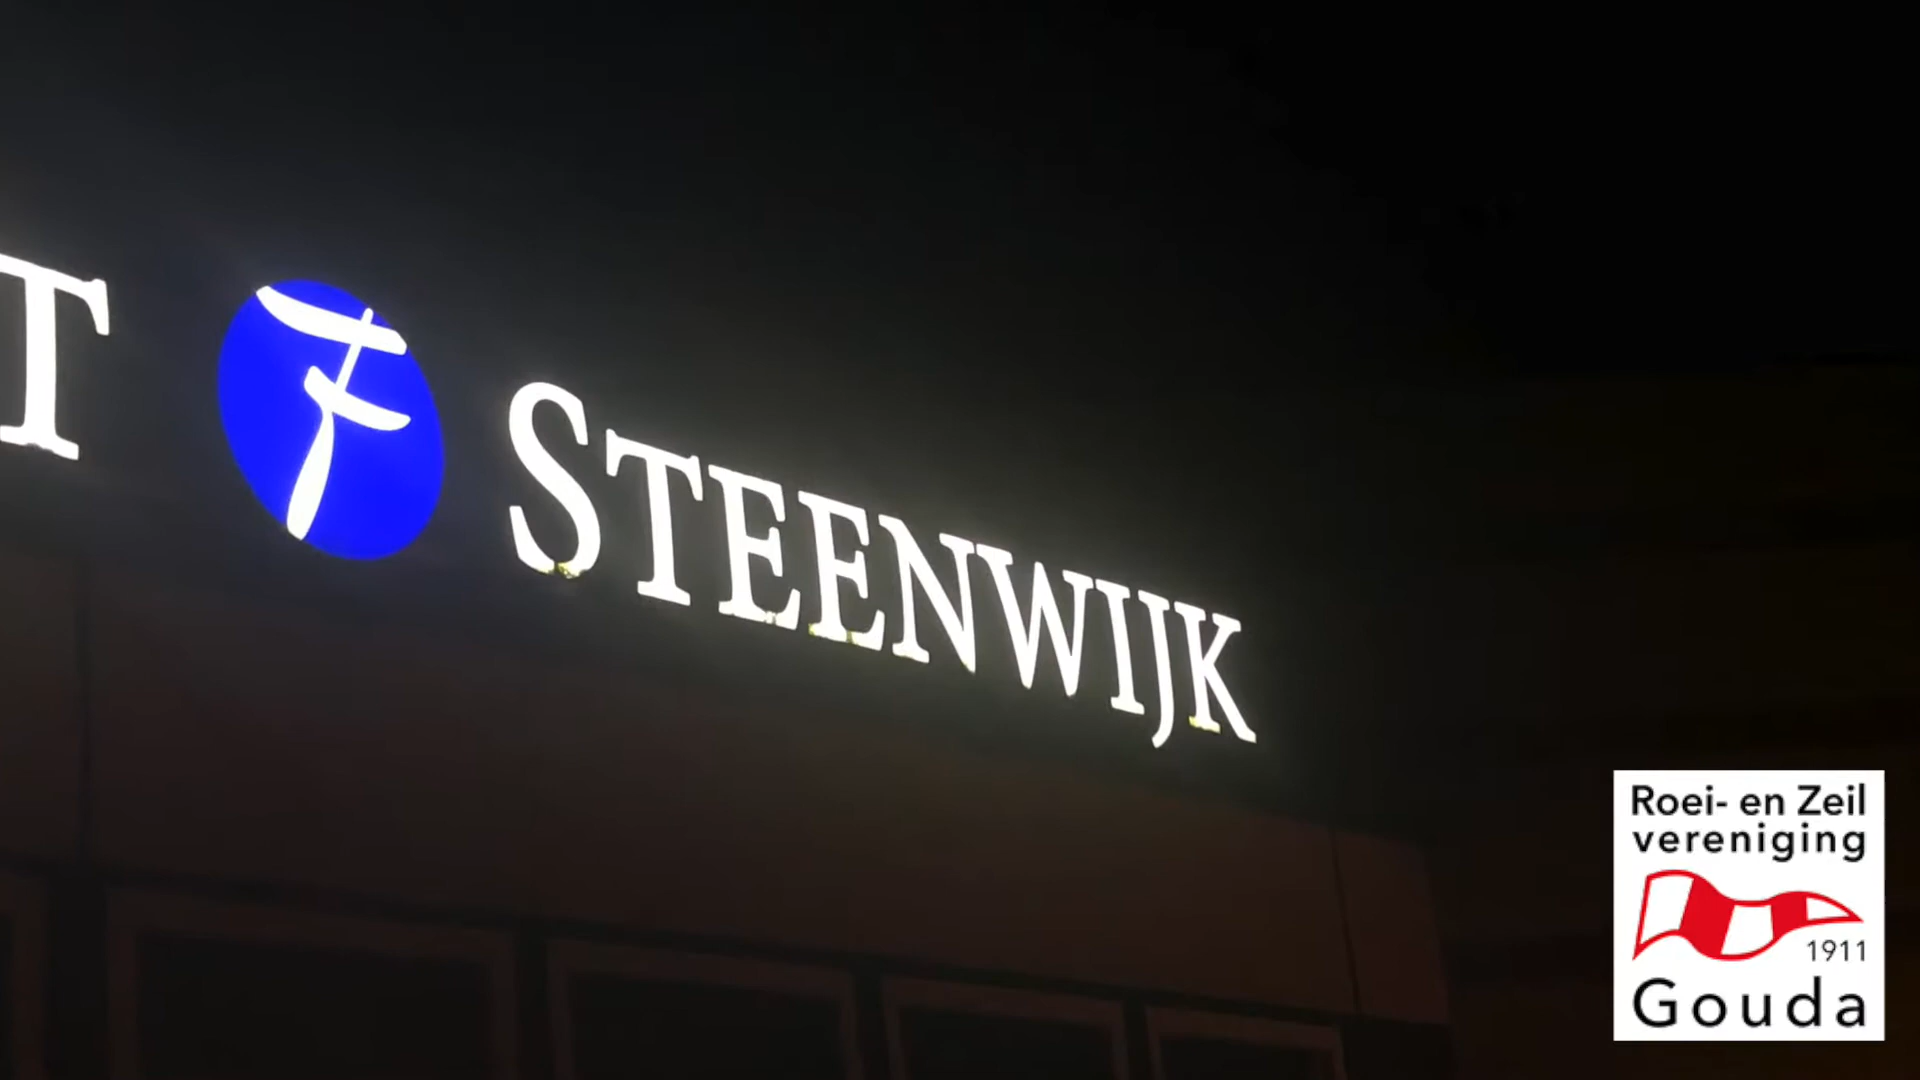 T STEENWIJK
Roei- en Zeil
vereniging
1911
Gouda